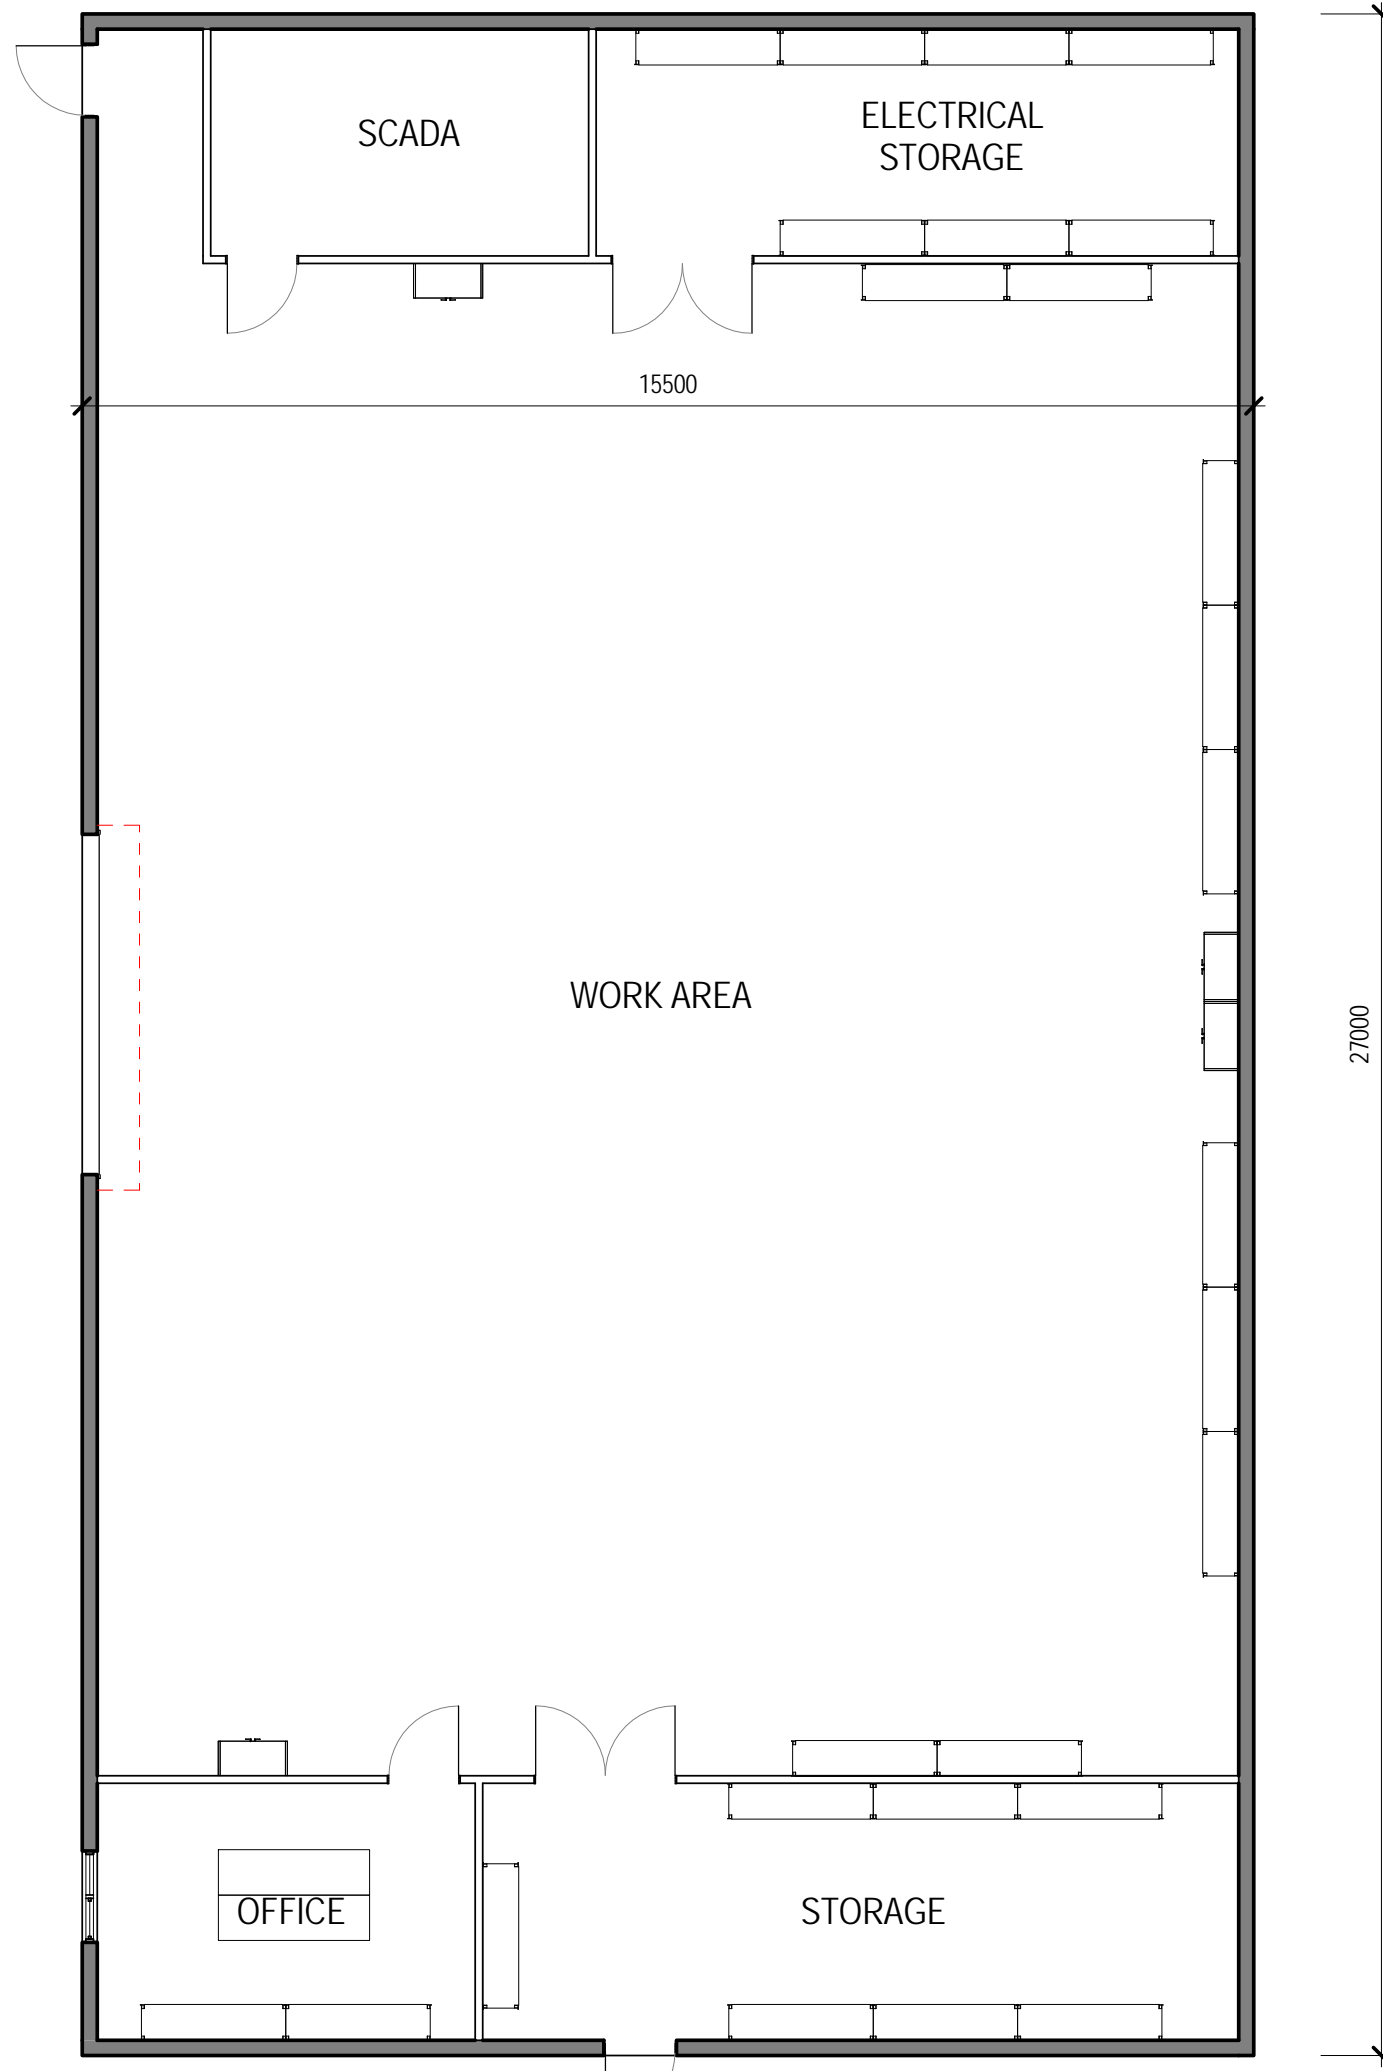 SCADA
ELECTRICAL
STORAGE
15500
WORK AREA
27000
OFFICE
STORAGE